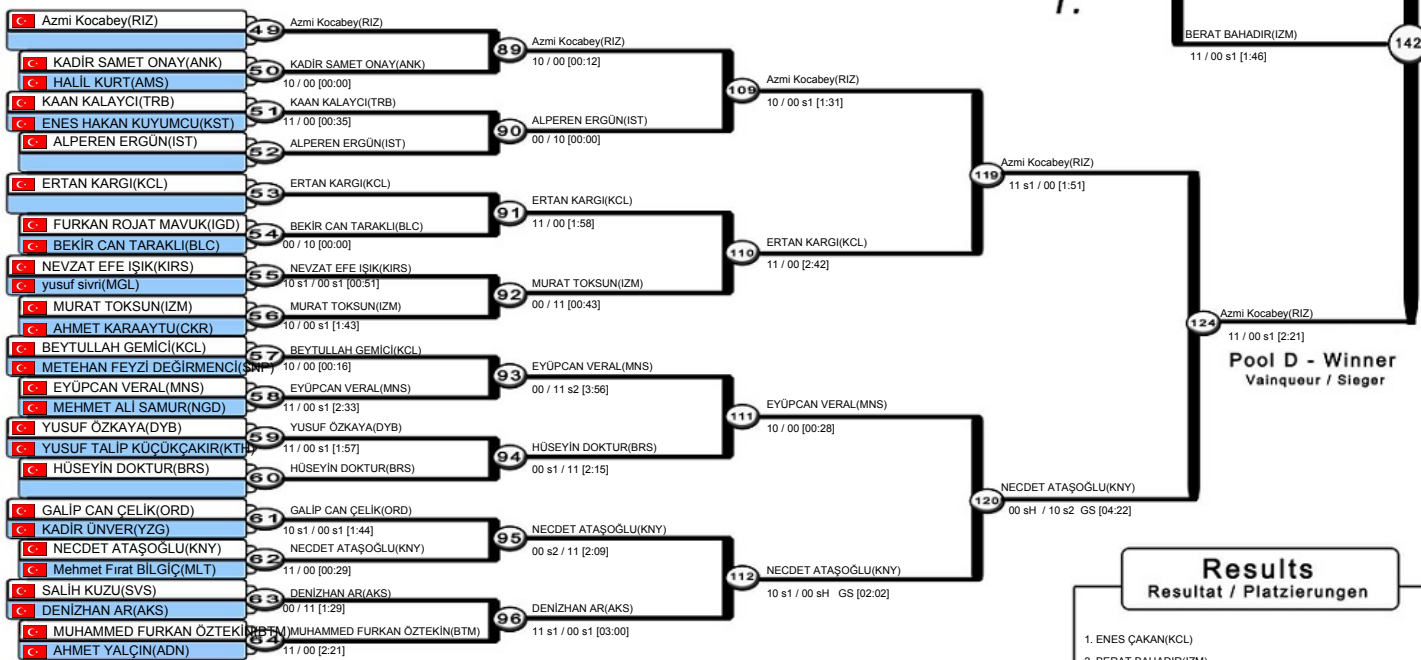 1.
BERAT BAHADIR(IZM)
142
11 / 00 s1 [1:46]
Azmi Kocabey(RIZ)
KADİR SAMET ONAY(ANK)
HALİL KURT(AMS)
KAAN KALAYCI(TRB)
ENES HAKAN KUYUMCU(KST)
ALPEREN ERGÜN(IST)
ERTAN KARGI(KCL)
FURKAN ROJAT MAVUK(IGD)
BEKİR CAN TARAKLI(BLC)
NEVZAT EFE IŞIK(KIRS)
yusuf sivri(MGL)
MURAT TOKSUN(IZM)
AHMET KARAAYTU(CKR)
BEYTULLAH GEMİCİ(KCL)
METEHAN FEYZİ DEĞİRMENCİ(SNP)
EYÜPCAN VERAL(MNS)
MEHMET ALİ SAMUR(NGD)
YUSUF ÖZKAYA(DYB)
YUSUF TALİP KÜÇÜKÇAKIR(KTH)
HÜSEYİN DOKTUR(BRS)
GALİP CAN ÇELİK(ORD)
KADİR ÜNVER(YZG)
NECDET ATAŞOĞLU(KNY)
Mehmet Fırat BİLGİÇ(MLT)
SALİH KUZU(SVS)
DENİZHAN AR(AKS)
MUHAMMED FURKAN ÖZTEKİN(BTM)
AHMET YALÇIN(ADN)
49
Azmi Kocabey(RIZ)
50
KADİR SAMET ONAY(ANK)
10 / 00 [00:00]
51
KAAN KALAYCI(TRB)
11 / 00 [00:35]
52
ALPEREN ERGÜN(IST)
53
ERTAN KARGI(KCL)
54
BEKİR CAN TARAKLI(BLC)
00 / 10 [00:00]
55
NEVZAT EFE IŞIK(KIRS)
10 s1 / 00 s1 [00:51]
56
MURAT TOKSUN(IZM)
10 / 00 s1 [1:43]
57
BEYTULLAH GEMİCİ(KCL)
10 / 00 [00:16]
58
EYÜPCAN VERAL(MNS)
11 / 00 s1 [2:33]
59
YUSUF ÖZKAYA(DYB)
11 / 00 s1 [1:57]
60
HÜSEYİN DOKTUR(BRS)
61
GALİP CAN ÇELİK(ORD)
10 s1 / 00 s1 [1:44]
62
NECDET ATAŞOĞLU(KNY)
11 / 00 [00:29]
63
DENİZHAN AR(AKS)
00 / 11 [1:29]
64
MUHAMMED FURKAN ÖZTEKİN(BTM)
11 / 00 [2:21]
89
Azmi Kocabey(RIZ)
10 / 00 [00:12]
90
ALPEREN ERGÜN(IST)
00 / 10 [00:00]
91
ERTAN KARGI(KCL)
11 / 00 [1:58]
92
MURAT TOKSUN(IZM)
00 / 11 [00:43]
93
EYÜPCAN VERAL(MNS)
00 / 11 s2 [3:56]
94
HÜSEYİN DOKTUR(BRS)
00 s1 / 11 [2:15]
95
NECDET ATAŞOĞLU(KNY)
00 s2 / 11 [2:09]
96
DENİZHAN AR(AKS)
11 s1 / 00 s1 [03:00]
109
Azmi Kocabey(RIZ)
10 / 00 s1 [1:31]
110
ERTAN KARGI(KCL)
11 / 00 [2:42]
111
EYÜPCAN VERAL(MNS)
10 / 00 [00:28]
112
NECDET ATAŞOĞLU(KNY)
10 s1 / 00 sH GS [02:02]
119
Azmi Kocabey(RIZ)
11 s1 / 00 [1:51]
120
NECDET ATAŞOĞLU(KNY)
00 sH / 10 s2 GS [04:22]
124
Azmi Kocabey(RIZ)
11 / 00 s1 [2:21]
Pool D - Winner
Vainqueur / Sieger
Results
Resultat / Platzierungen
1. ENES ÇAKAN(KCL)
2. BERAT BAHADIR(IZM)